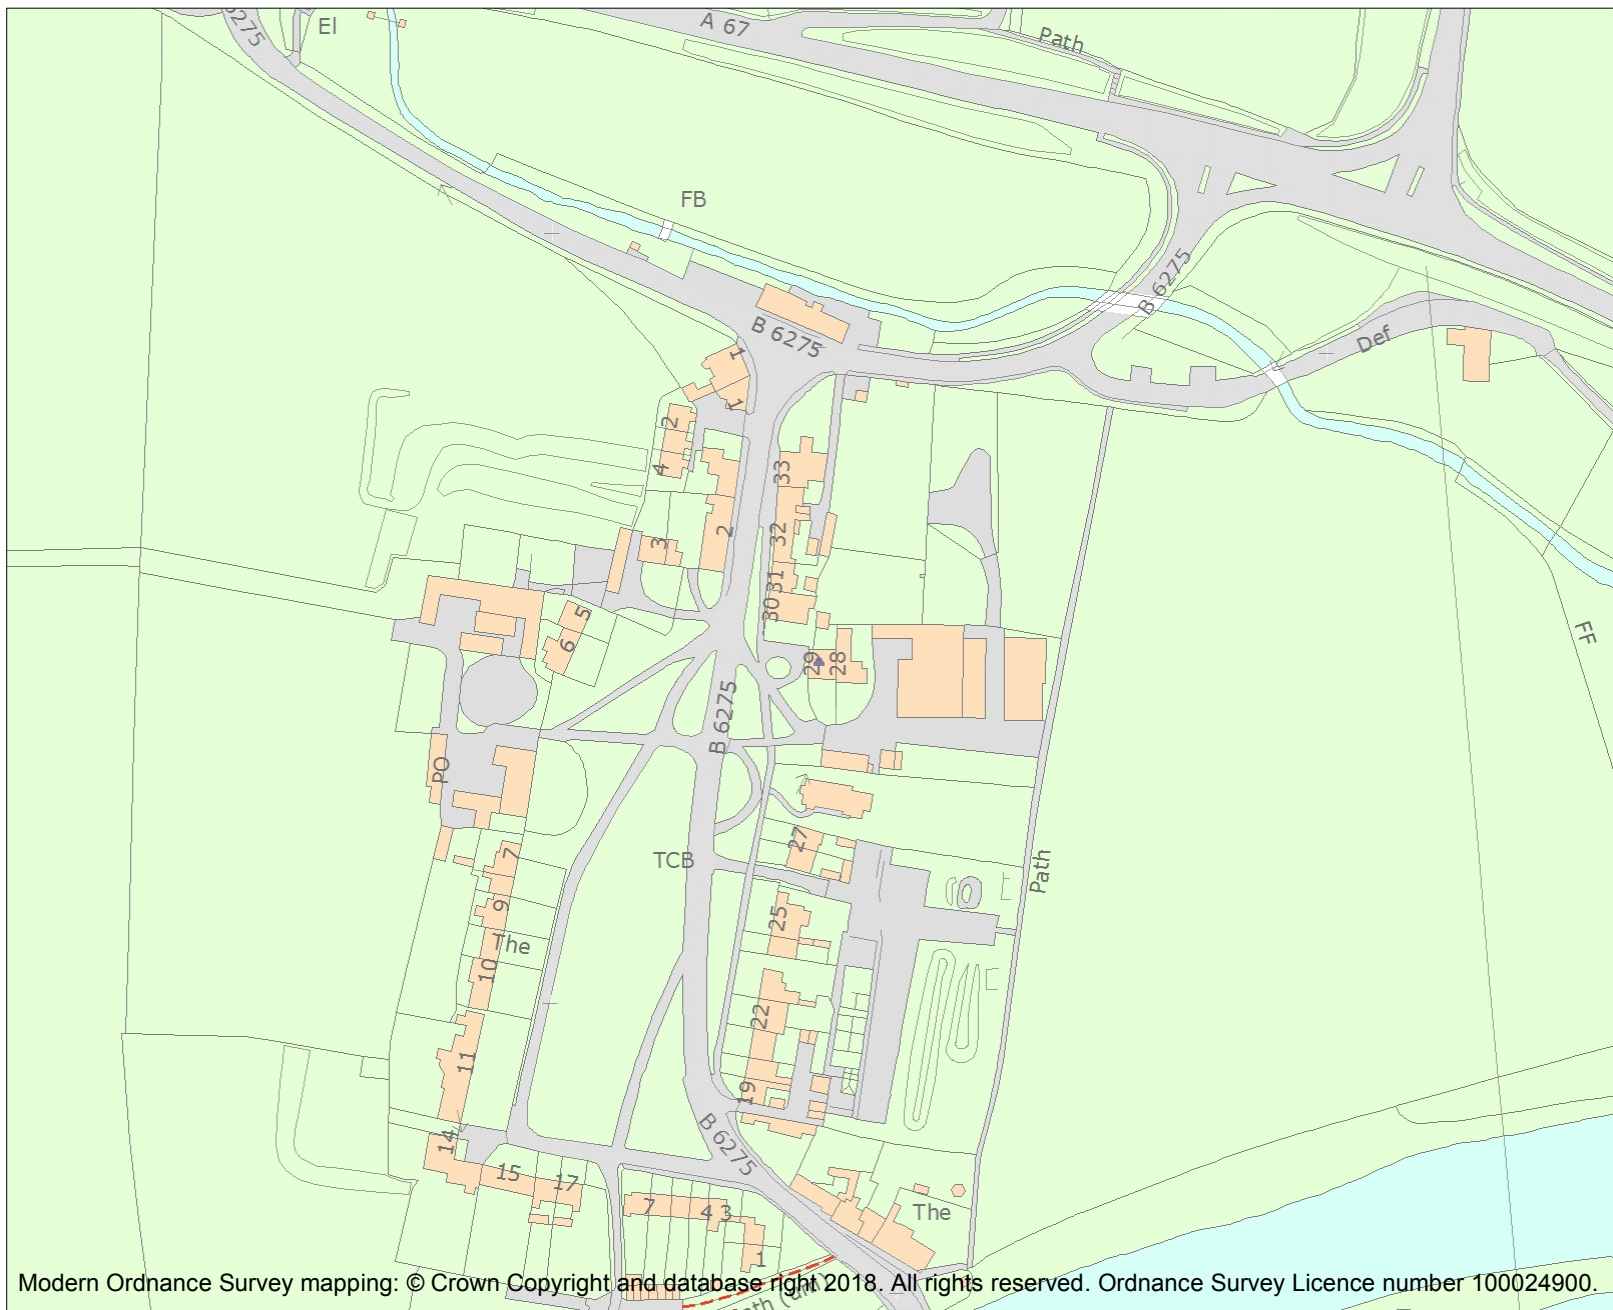 6275
El
A 67
Path
FB
B 6275
B 6275
Def
1
1
2
4
33
2
32
3
31
30
5
6
29
28
FF
B 6275
PO
27
TCB
7
Path
9
25
The
10
22
11
19
B 6275
14
15
17
7
4 3
The
1
Modern Ordnance Survey mapping: © Crown Copyright and database right 2018. All rights reserved. Ordnance Survey Licence number 100024900.